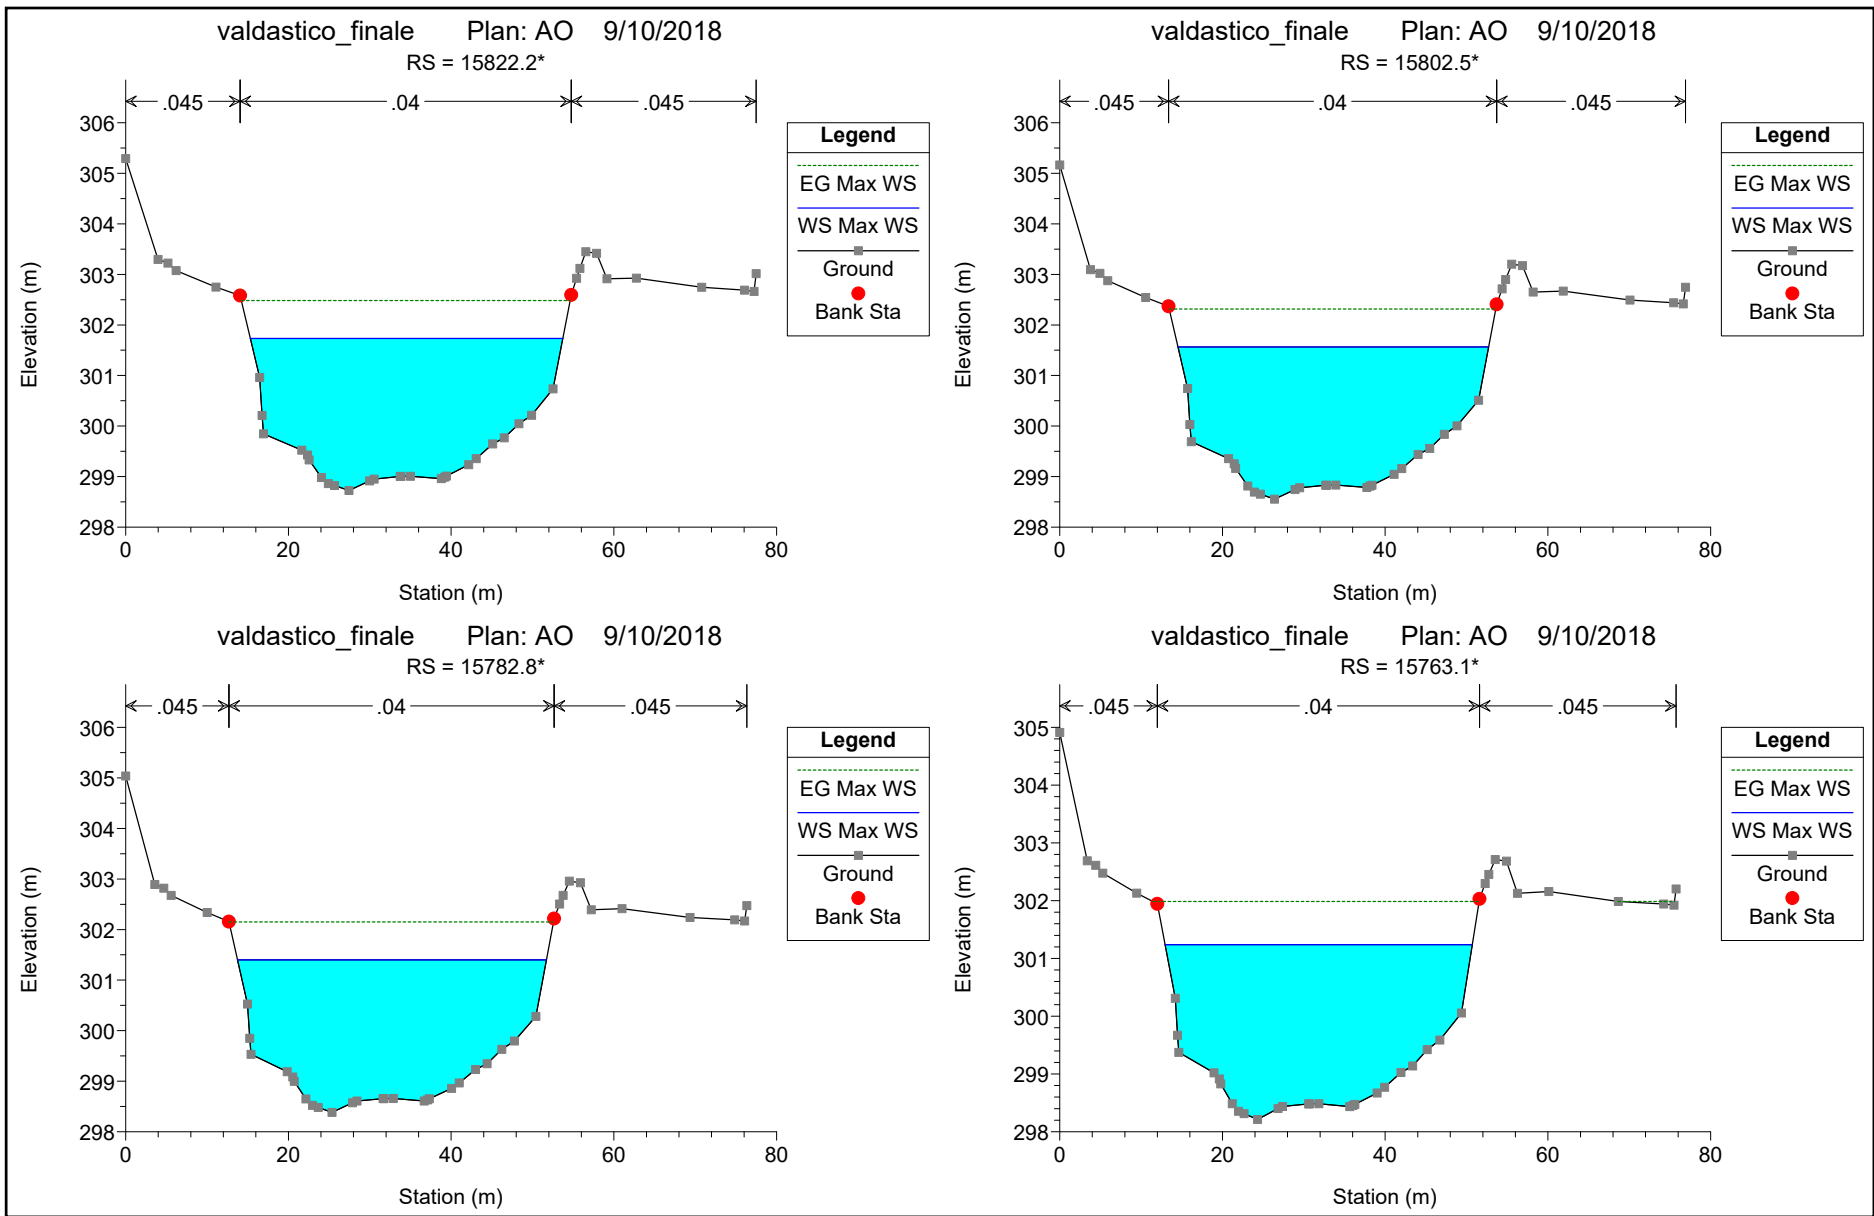 valdastico_finale Plan: AO 9/10/2018
RS = 15822.2*
.045 .04 .045
306
305
304
303
302
301
300
299
298
0 20 40 60 80
Elevation (m)
Station (m)
Legend
EG Max WS
WS Max WS
Ground
Bank Sta
valdastico_finale Plan: AO 9/10/2018
RS = 15802.5*
.045 .04 .045
306
305
304
303
302
301
300
299
298
0 20 40 60 80
Elevation (m)
Station (m)
Legend
EG Max WS
WS Max WS
Ground
Bank Sta
valdastico_finale Plan: AO 9/10/2018
RS = 15782.8*
.045 .04 .045
306
305
304
303
302
301
300
299
298
0 20 40 60 80
Elevation (m)
Station (m)
Legend
EG Max WS
WS Max WS
Ground
Bank Sta
valdastico_finale Plan: AO 9/10/2018
RS = 15763.1*
.045 .04 .045
305
304
303
302
301
300
299
298
0 20 40 60 80
Elevation (m)
Station (m)
Legend
EG Max WS
WS Max WS
Ground
Bank Sta